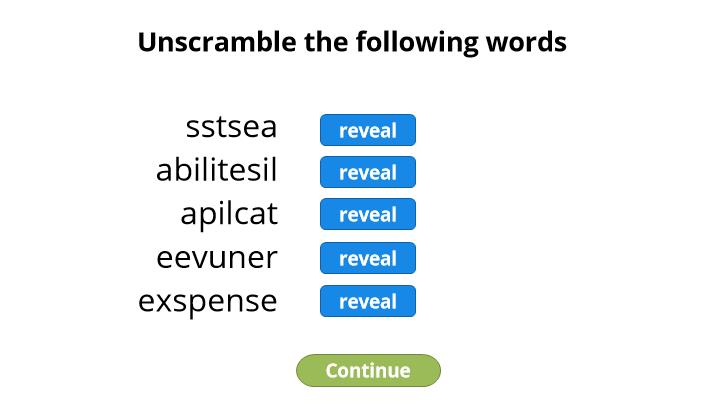 Unscramble the following words
sstsea reveal
abilitesil reveal
apilcat reveal
eevuner reveal
exspense reveal
Continue